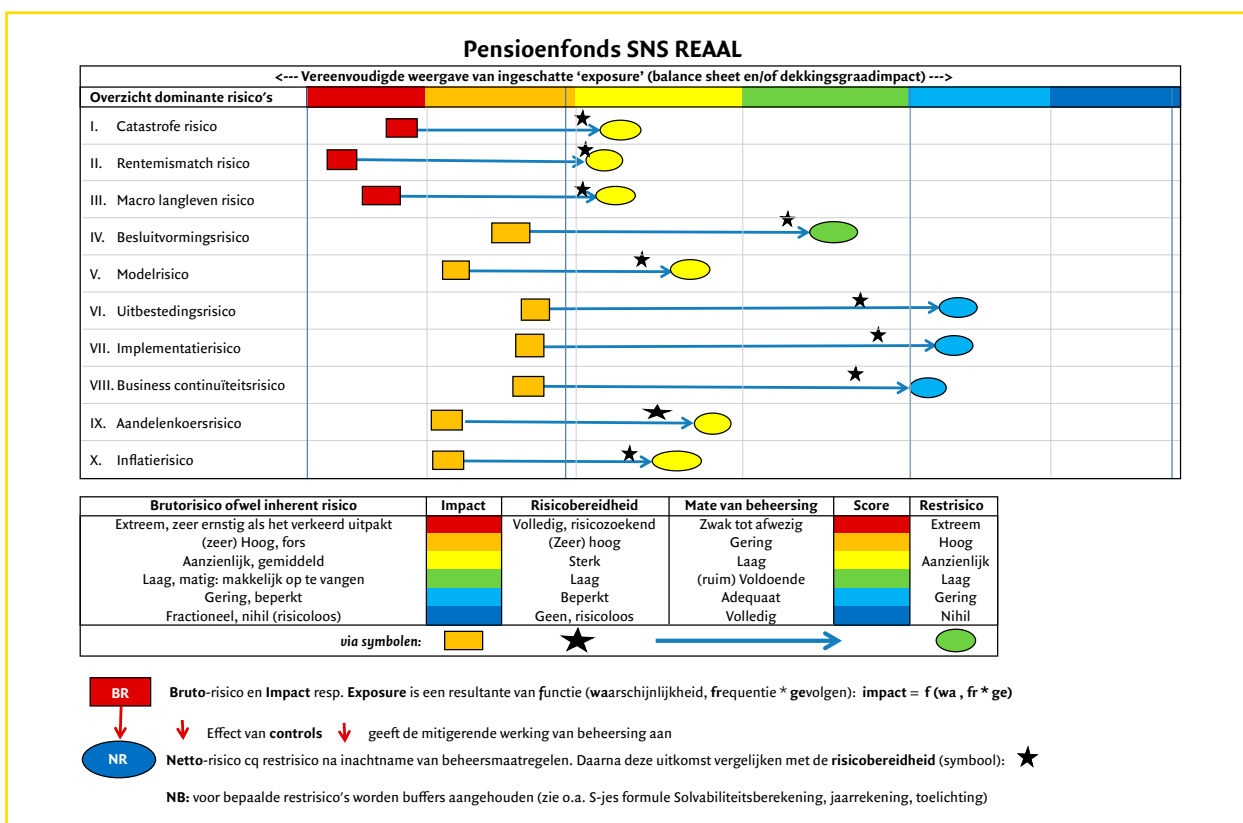 Pensioenfonds SNS REAAL
<--- Vereenvoudigde weergave van ingeschatte 'exposure' (balance sheet en/of dekkingsgraadimpact) --->
Overzicht dominante risico's
I. Catastrofe risico
II. Rentemismatch risico
III. Macro langleven risico
IV. Besluitvormingsrisico
V. Modelrisico
VI. Uitbestedingsrisico
VII. Implementatierisico
VIII. Business continuïteitsrisico
IX. Aandelenkoersrisico
X. Inflatierisico
Brutorisico ofwel inherent risico Impact Risicobereidheid Mate van beheersing Score Restrisico
Extreem, zeer ernstig als het verkeerd uitpakt Volledig, risicozoekend Zwak tot afwezig Extreem
(zeer) Hoog, fors (Zeer) hoog Gering Hoog
Aanzienlijk, gemiddeld Sterk Laag Aanzienlijk
Laag, matig: makkelijk op te vangen Laag (ruim) Voldoende Laag
Gering, beperkt Beperkt Adequaat Gering
Fractioneel, nihil (risicoloos) Geen, risicoloos Volledig Nihil
via symbolen:
BR Bruto-risico en Impact resp. Exposure is een resultante van functie (waarschijnlijkheid, frequentie * gevolgen): impact = f (wa , fr * ge)
Effect van controls geeft de mitigerende werking van beheersing aan
NR Netto-risico cq restrisico na inachtname van beheersmaatregelen. Daarna deze uitkomst vergelijken met de risicobereidheid (symbool):
NB: voor bepaalde restrisico's worden buffers aangehouden (zie o.a. S-jes formule Solvabiliteitsberekening, jaarrekening, toelichting)